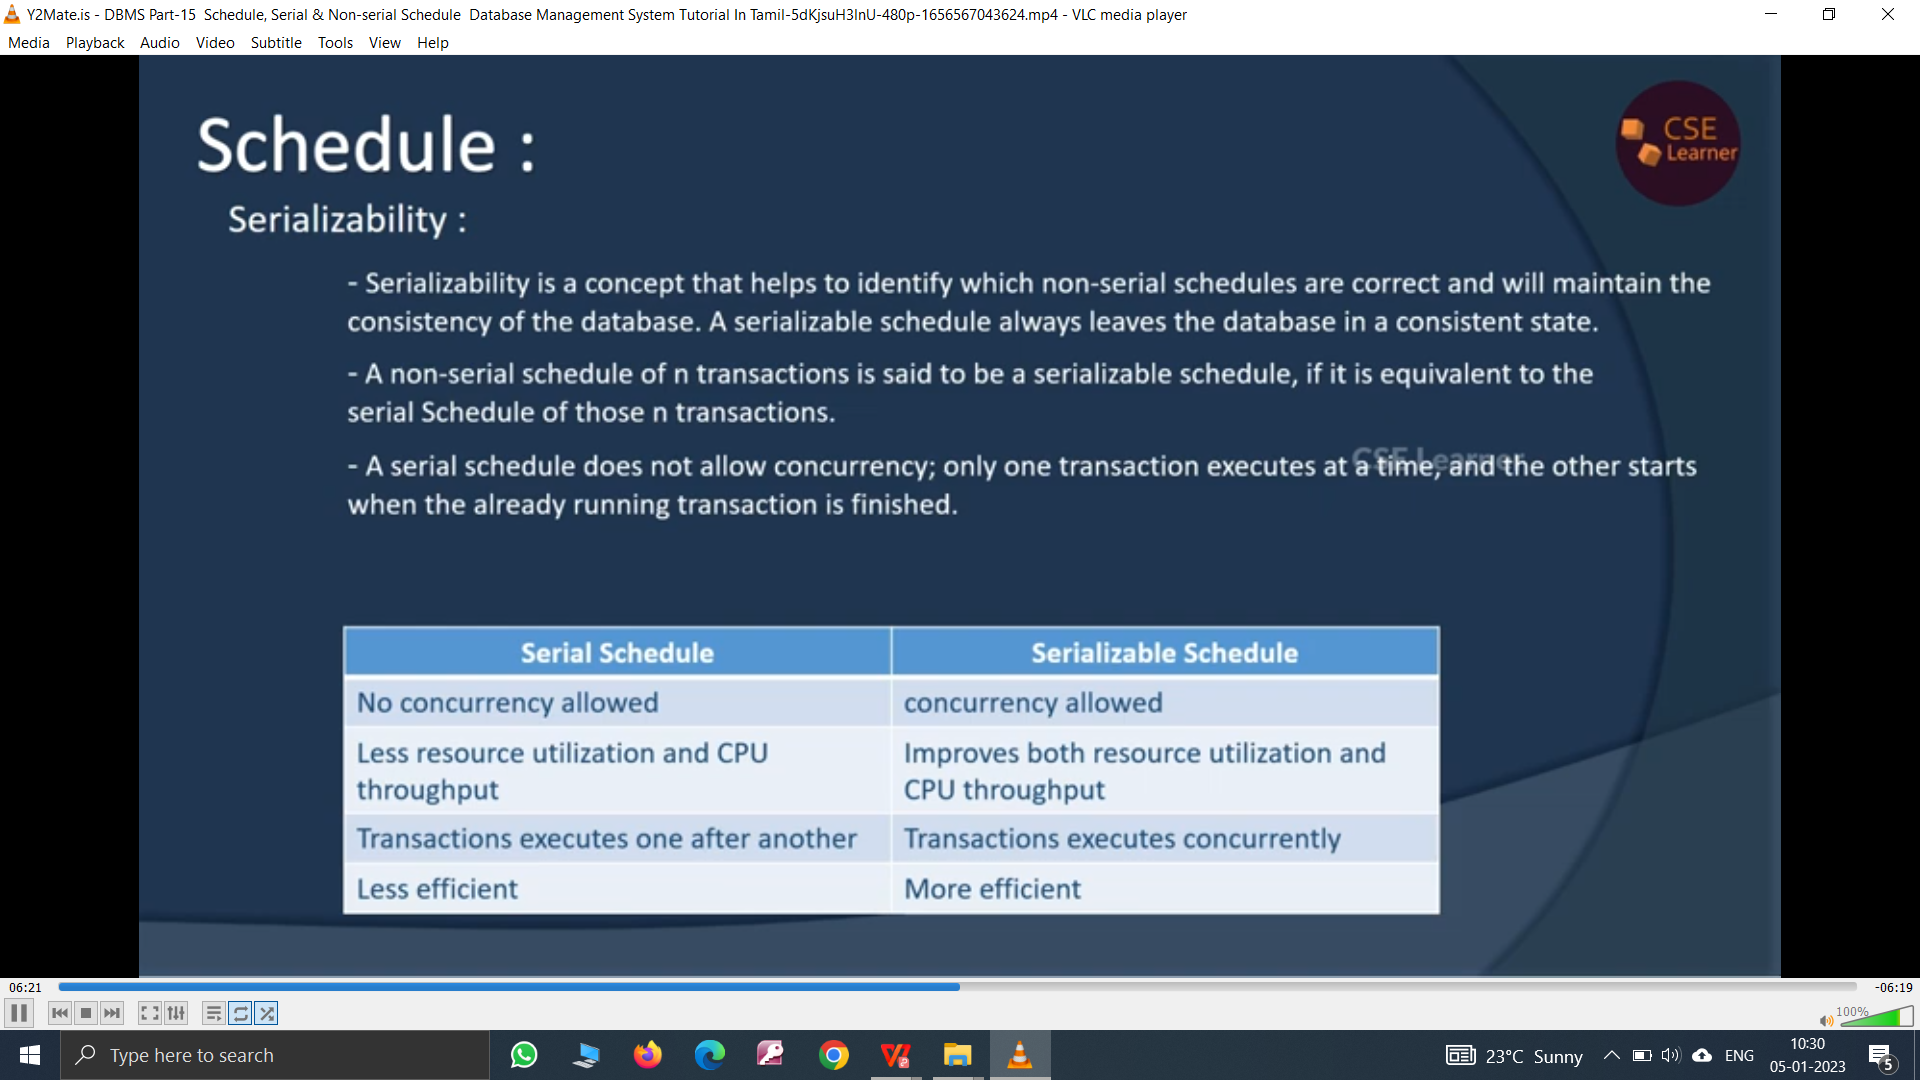 Y2Mate.is - DBMS Part-15  Schedule, Serial & Non-serial Schedule  Database Management System Tutorial In Tamil-5dKjsuH3lnU-480p-1656567043624.mp4 - VLC media player
Media Playback Audio Video Subtitle Tools View Help
CSE
Learner
Schedule :
Serializability :
- Serializability is a concept that helps to identify which non-serial schedules are correct and will maintain the
consistency of the database. A serializable schedule always leaves the database in a consistent state.
- A non-serial schedule of n transactions is said to be a serializable schedule, if it is equivalent to the
serial Schedule of those n transactions.
CSE Learner
- A serial schedule does not allow concurrency; only one transaction executes at a time, and the other starts
when the already running transaction is finished.
Serial Schedule Serializable Schedule
No concurrency allowed concurrency allowed
Less resource utilization and CPU Improves both resource utilization and
throughput CPU throughput
Transactions executes one after another Transactions executes concurrently
Less efficient More efficient
06:21 -06:19
100%
Type here to search 23°C Sunny ENG 10:30
05-01-2023
5